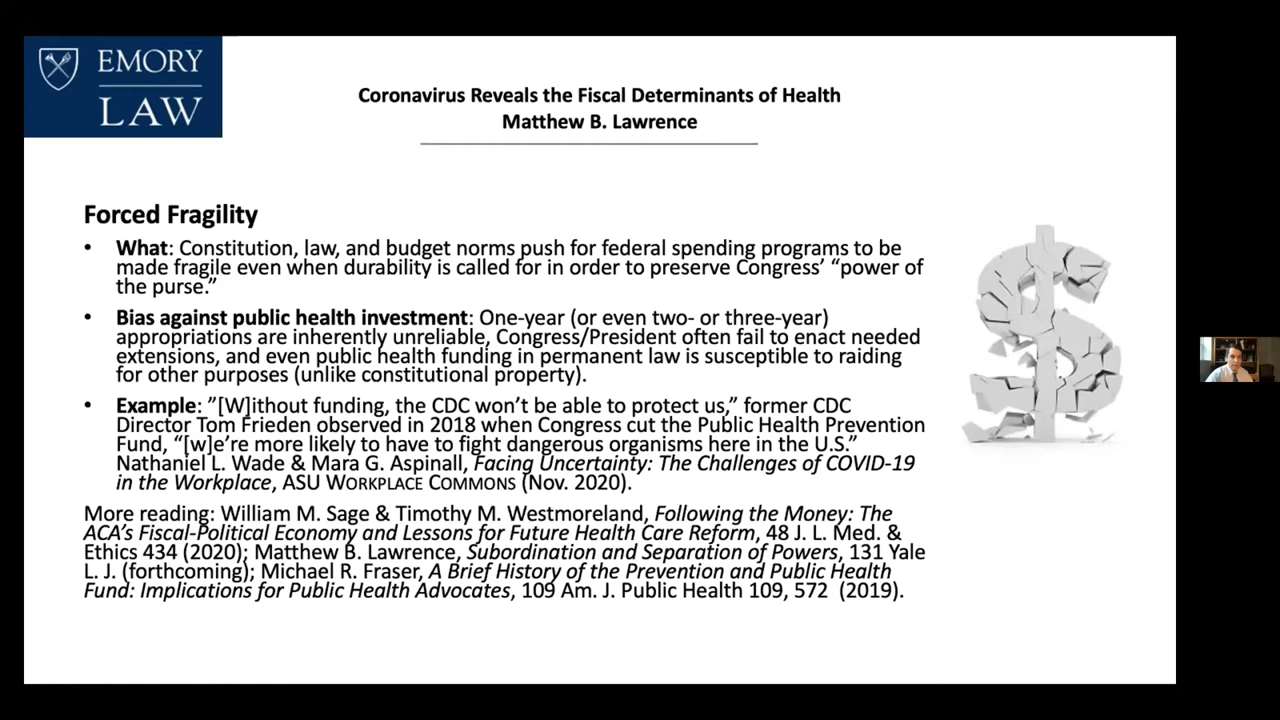 EMORY
LAW
Coronavirus Reveals the Fiscal Determinants of Health
Matthew B. Lawrence
Forced Fragility
• What: Constitution, law, and budget norms push for federal spending programs to be
made fragile even when durability is called for in order to preserve Congress’ “power of
the purse.”
• Bias against public health investment: One-year (or even two- or three-year)
appropriations are inherently unreliable, Congress/President often fail to enact needed
extensions, and even public health funding in permanent law is susceptible to raiding
for other purposes (unlike constitutional property).
• Example: ”[W]ithout funding, the CDC won’t be able to protect us,” former CDC
Director Tom Frieden observed in 2018 when Congress cut the Public Health Prevention
Fund, “[w]e’re more likely to have to fight dangerous organisms here in the U.S.”
Nathaniel L. Wade & Mara G. Aspinall, Facing Uncertainty: The Challenges of COVID-19
in the Workplace, ASU WORKPLACE COMMONS (Nov. 2020).
More reading: William M. Sage & Timothy M. Westmoreland, Following the Money: The
ACA’s Fiscal-Political Economy and Lessons for Future Health Care Reform, 48 J. L. Med. &
Ethics 434 (2020); Matthew B. Lawrence, Subordination and Separation of Powers, 131 Yale
L. J. (forthcoming); Michael R. Fraser, A Brief History of the Prevention and Public Health
Fund: Implications for Public Health Advocates, 109 Am. J. Public Health 109, 572 (2019).